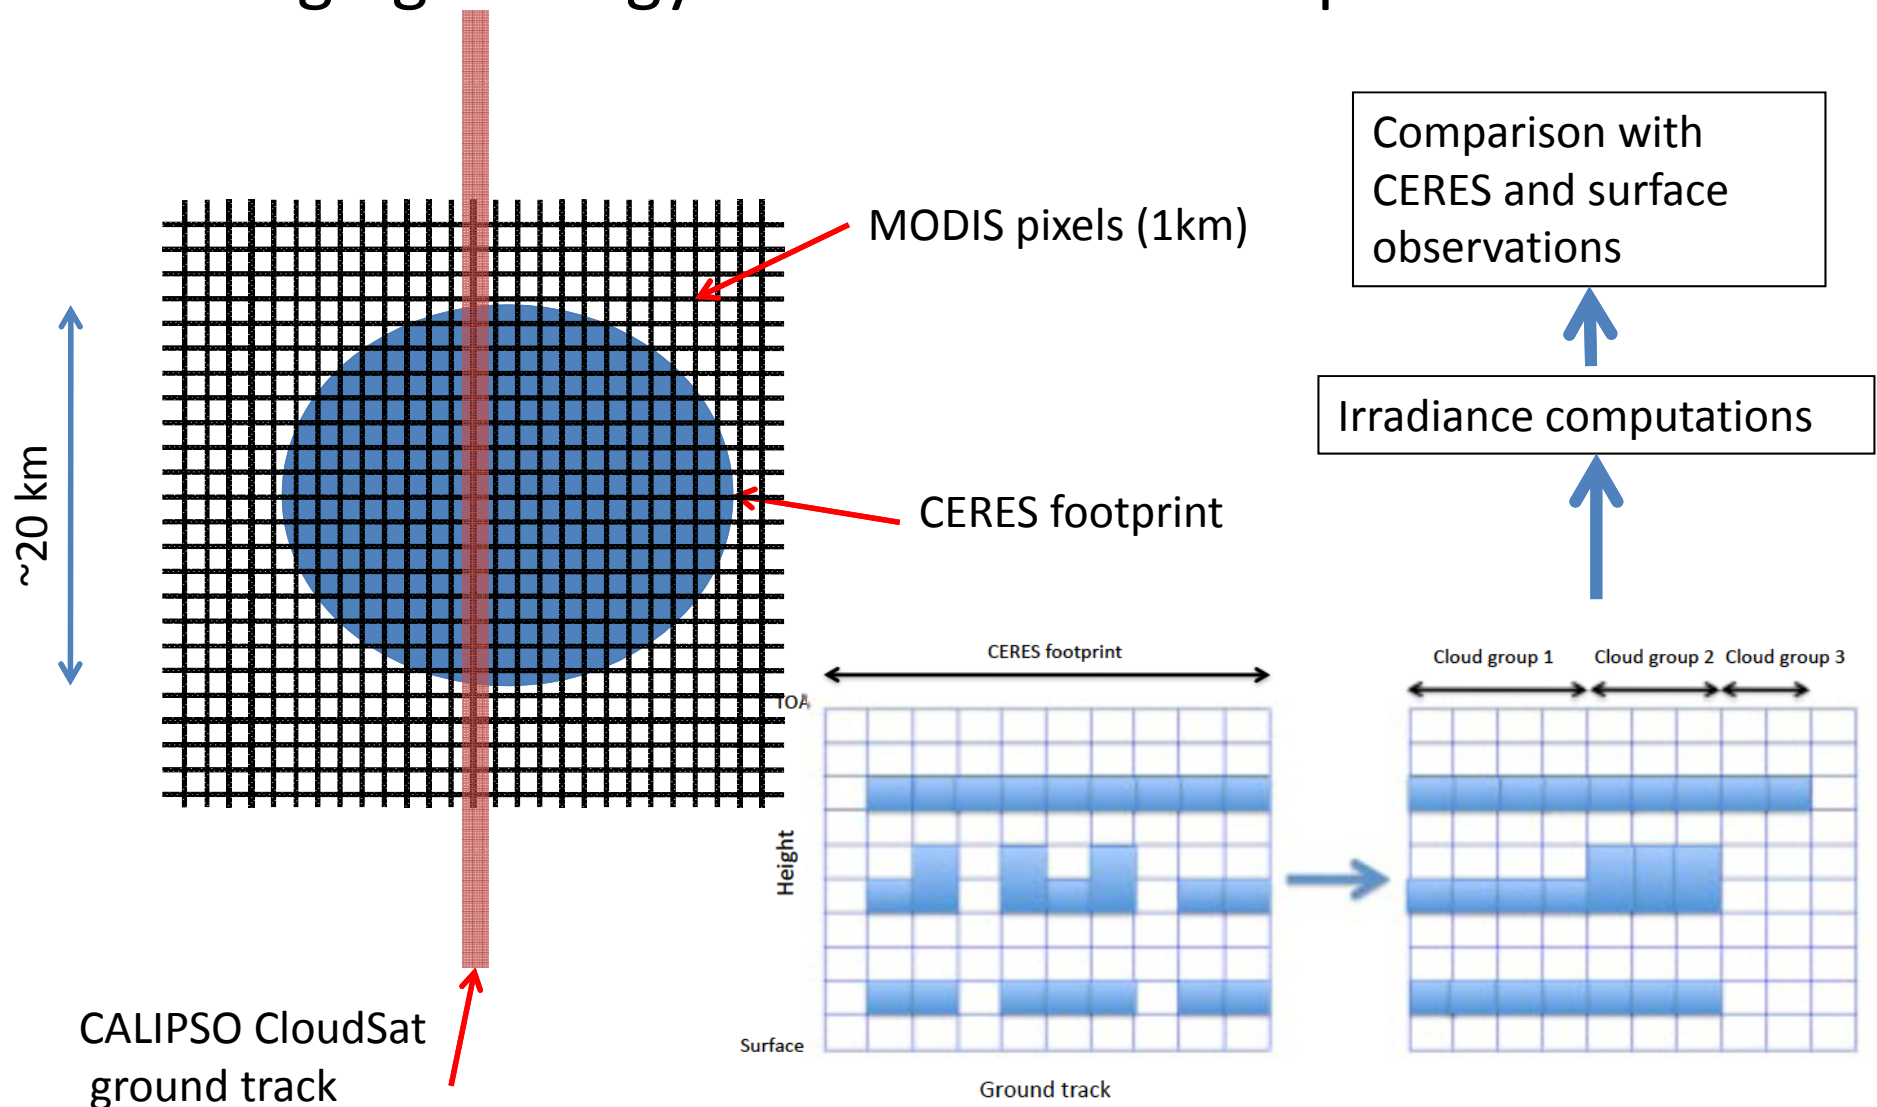 MODIS pixels (1km)
CERES footprint
~20 km
CALIPSO CloudSat
ground track
Comparison with
CERES and surface
observations
Irradiance computations
CERES footprint
TOA
Height
Surface
Ground track
Cloud group 1 Cloud group 2 Cloud group 3